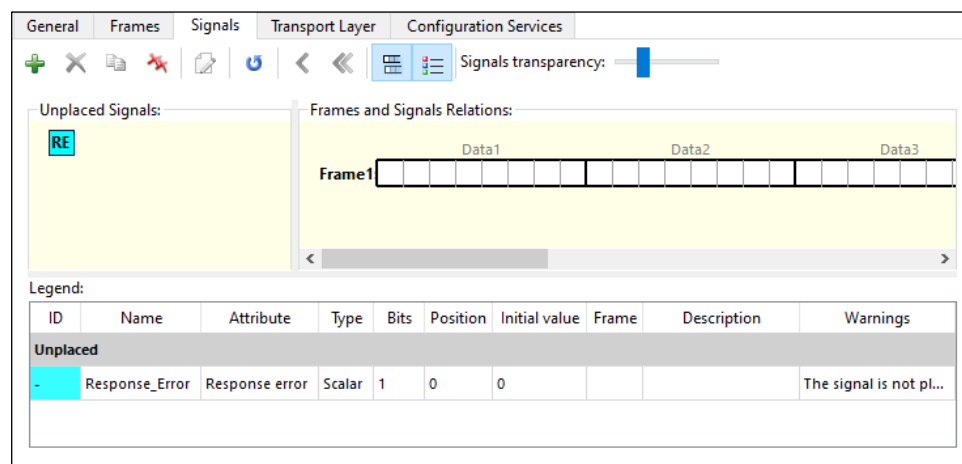 General Frames Signals Transport Layer Configuration Services
Signals transparency:
Unplaced Signals:
RE
Frames and Signals Relations:
Data1 Data2 Data3
Frame1
Legend:
ID Name Attribute Type Bits Position Initial value Frame Description Warnings
Unplaced
- Response_Error Response error Scalar 1 0 0 The signal is not pl...